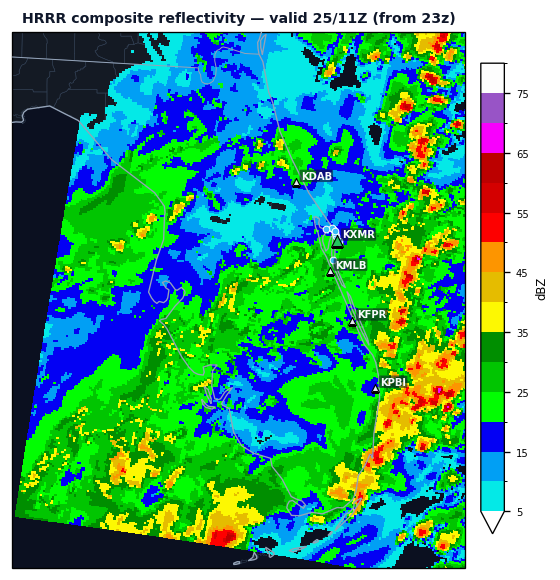 HRRR composite reflectivity — valid 25/11Z (from 23z)
KDAB
KXMR
KMLB
KFPR
KPBI
75
65
55
45
35
25
15
5
dBZ